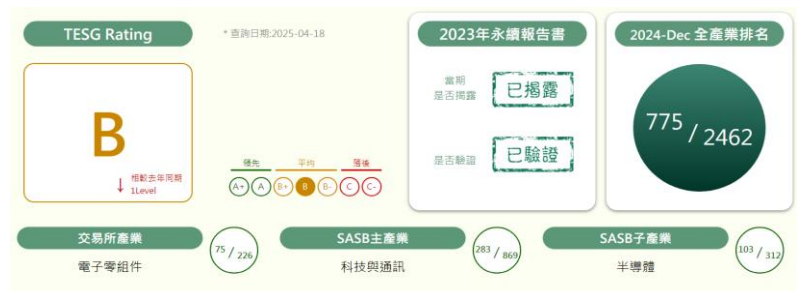 TESG Rating
* 查詢日期:2025-04-18
B
↓ 相較去年同期
1Level
領先 平均 落後
A+ A B+ B B- C C-
2023年永續報告書
當期
是否揭露
已揭露
是否驗證
已驗證
2024-Dec 全產業排名
775 / 2462
交易所產業
75 / 226
電子零組件
SASB主產業
283 / 869
科技與通訊
SASB子產業
103 / 312
半導體